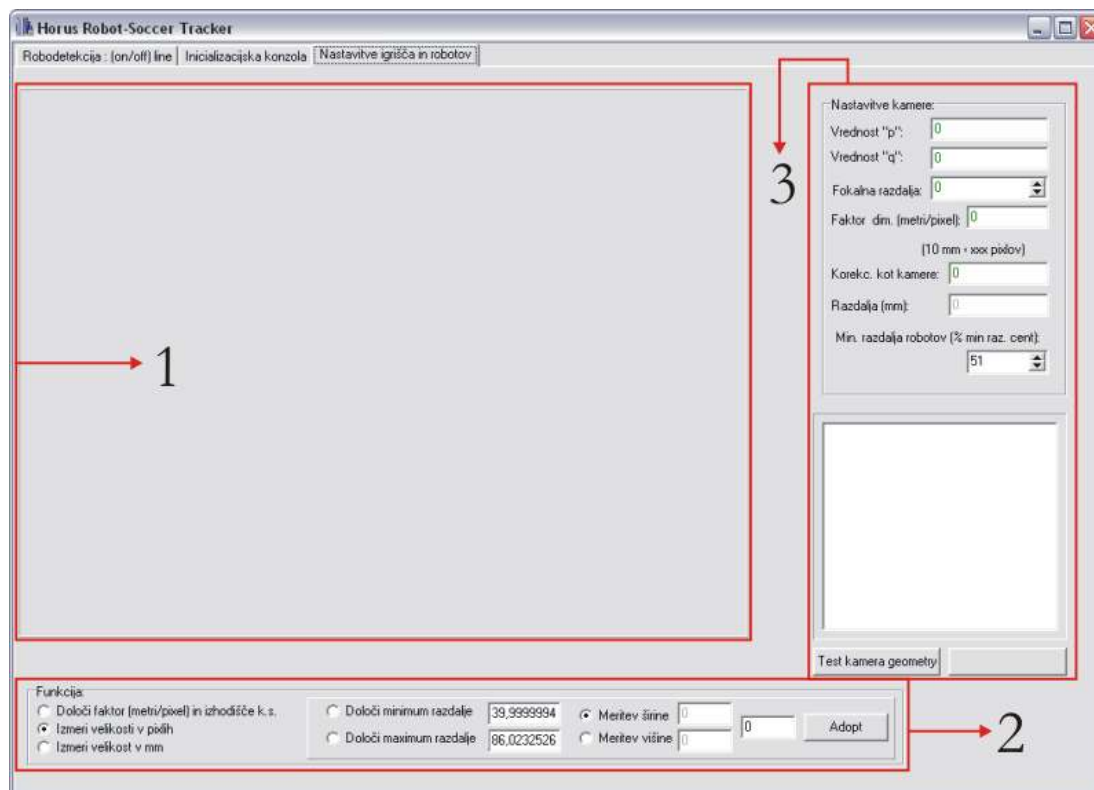 Horus Robot-Soccer Tracker
Robodetekcija : (on/off) line Inicializacijska konzola Nastavitve igrišča in robotov
3
Nastavitve kamere:
Vrednost "p": 0
Vrednost "q": 0
Fokalna razdalja: 0
Faktor dim. (metri/pixel): 0
(10 mm = xxx pixlov)
Korekc. kot kamere: 0
Razdalja (mm): 0
Min. razdalja robotov (% min raz. cent):
51
1
Test kamera geometry
Funkcija:
Določi faktor (metri/pixel) in izhodišče k.s.
Izmeri velikosti v pixlih
Izmeri velikost v mm
Določi minimum razdalje 39,9999994
Določi maximum razdalje 86,0232526
Meritev širine 0
Meritev višine 0
0
Adopt
2